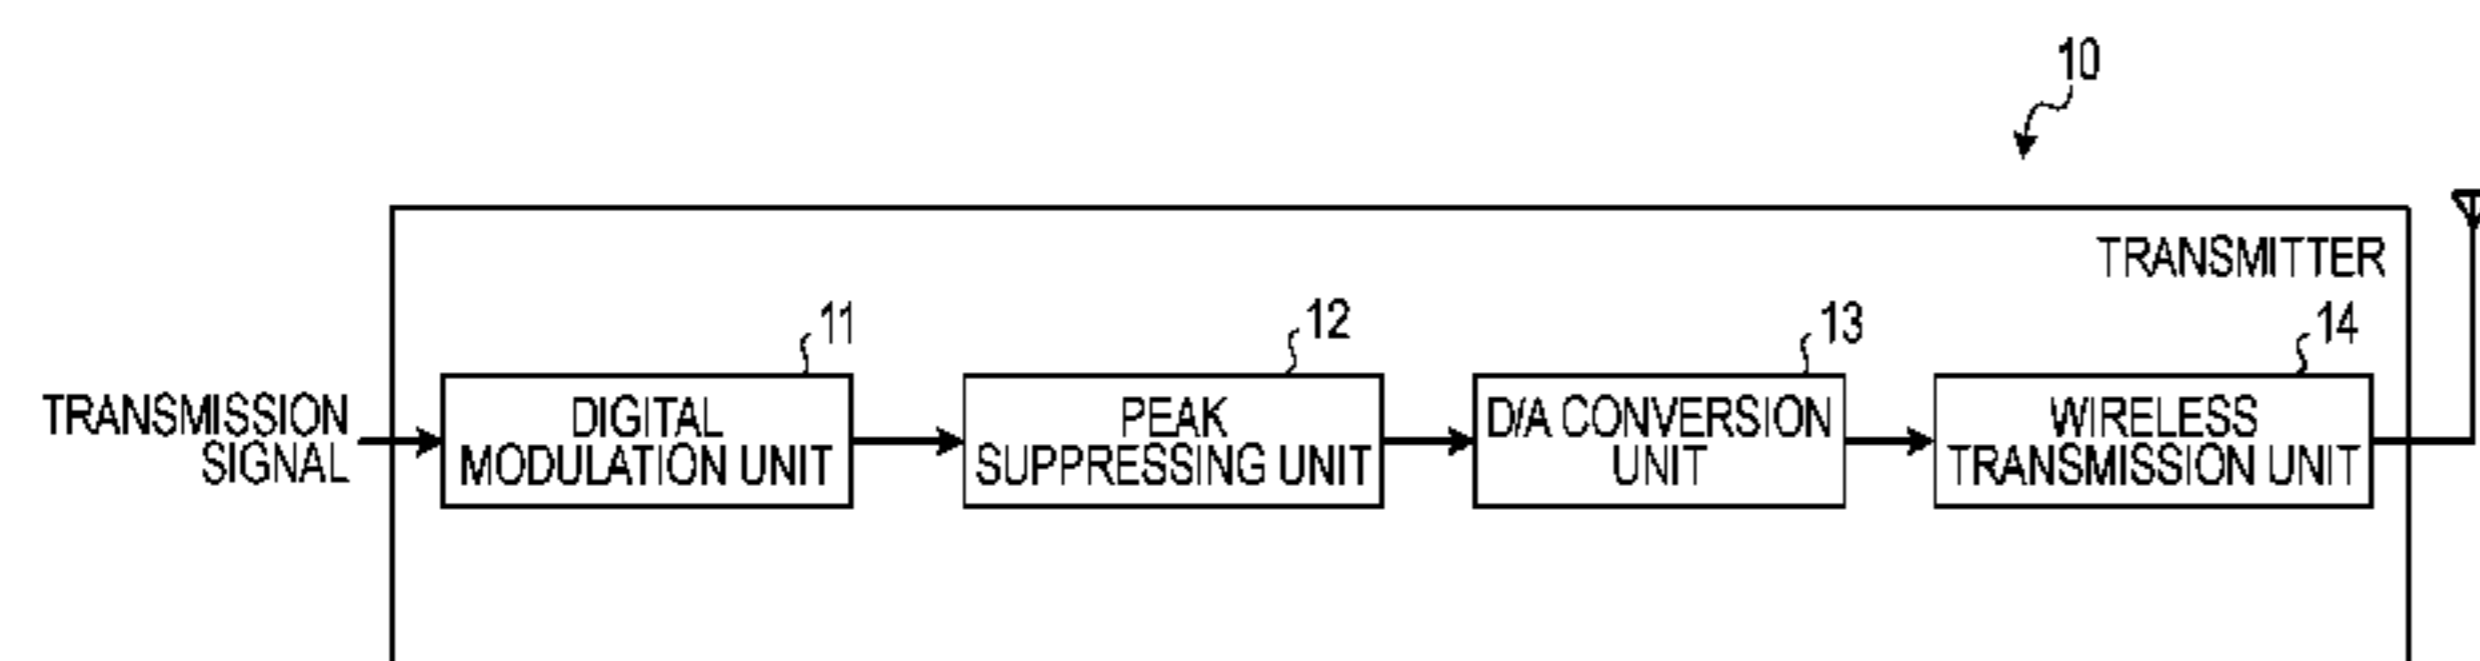 10
TRANSMITTER
11
12
13
14
TRANSMISSION
SIGNAL
DIGITAL
MODULATION UNIT
PEAK
SUPPRESSING UNIT
D/A CONVERSION
UNIT
WIRELESS
TRANSMISSION UNIT